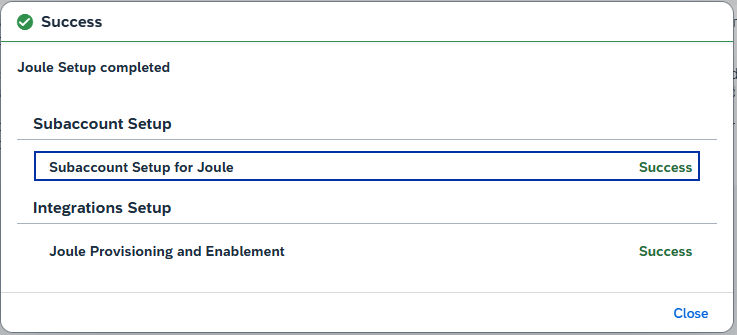 Success
Joule Setup completed
Subaccount Setup
Subaccount Setup for Joule Success
Integrations Setup
Joule Provisioning and Enablement Success
Close